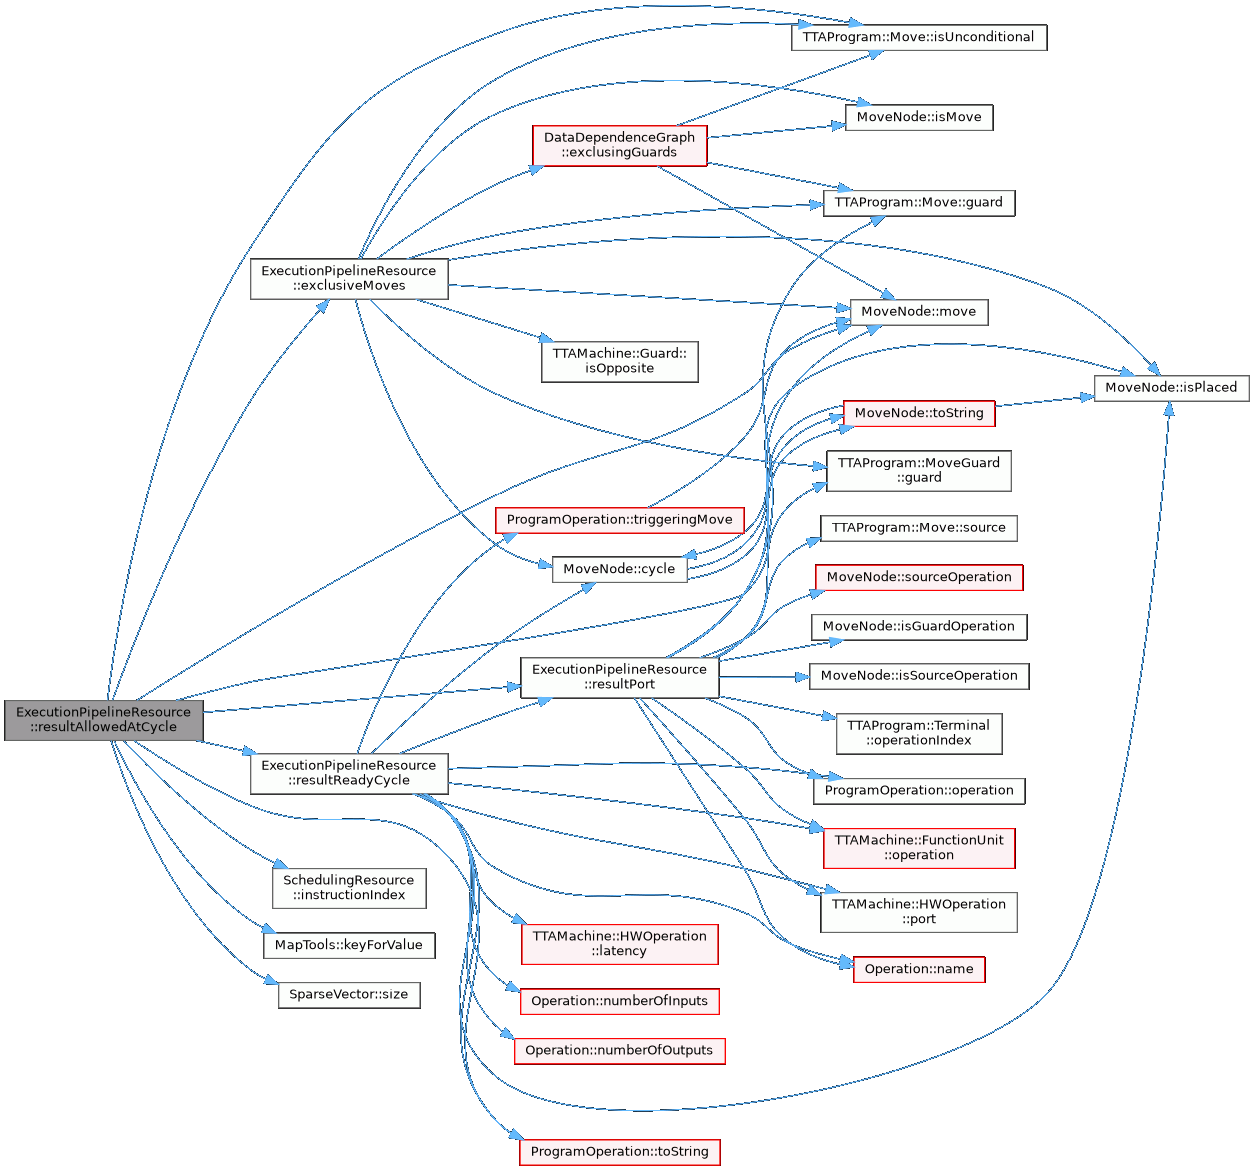 TTAProgram::Move::isUnconditional
MoveNode::isMove
DataDependenceGraph
::exclusingGuards
TTAProgram::Move::guard
ExecutionPipelineResource
::exclusiveMoves
MoveNode::move
TTAMachine::Guard::
isOpposite
MoveNode::isPlaced
MoveNode::toString
TTAProgram::MoveGuard
::guard
ProgramOperation::triggeringMove
TTAProgram::Move::source
MoveNode::cycle
MoveNode::sourceOperation
MoveNode::isGuardOperation
ExecutionPipelineResource
::resultPort
MoveNode::isSourceOperation
ExecutionPipelineResource
::resultAllowedAtCycle
TTAProgram::Terminal
::operationIndex
ExecutionPipelineResource
::resultReadyCycle
ProgramOperation::operation
TTAMachine::FunctionUnit
::operation
SchedulingResource
::instructionIndex
TTAMachine::HWOperation
::port
MapTools::keyForValue
TTAMachine::HWOperation
::latency
Operation::name
SparseVector::size
Operation::numberOfInputs
Operation::numberOfOutputs
ProgramOperation::toString